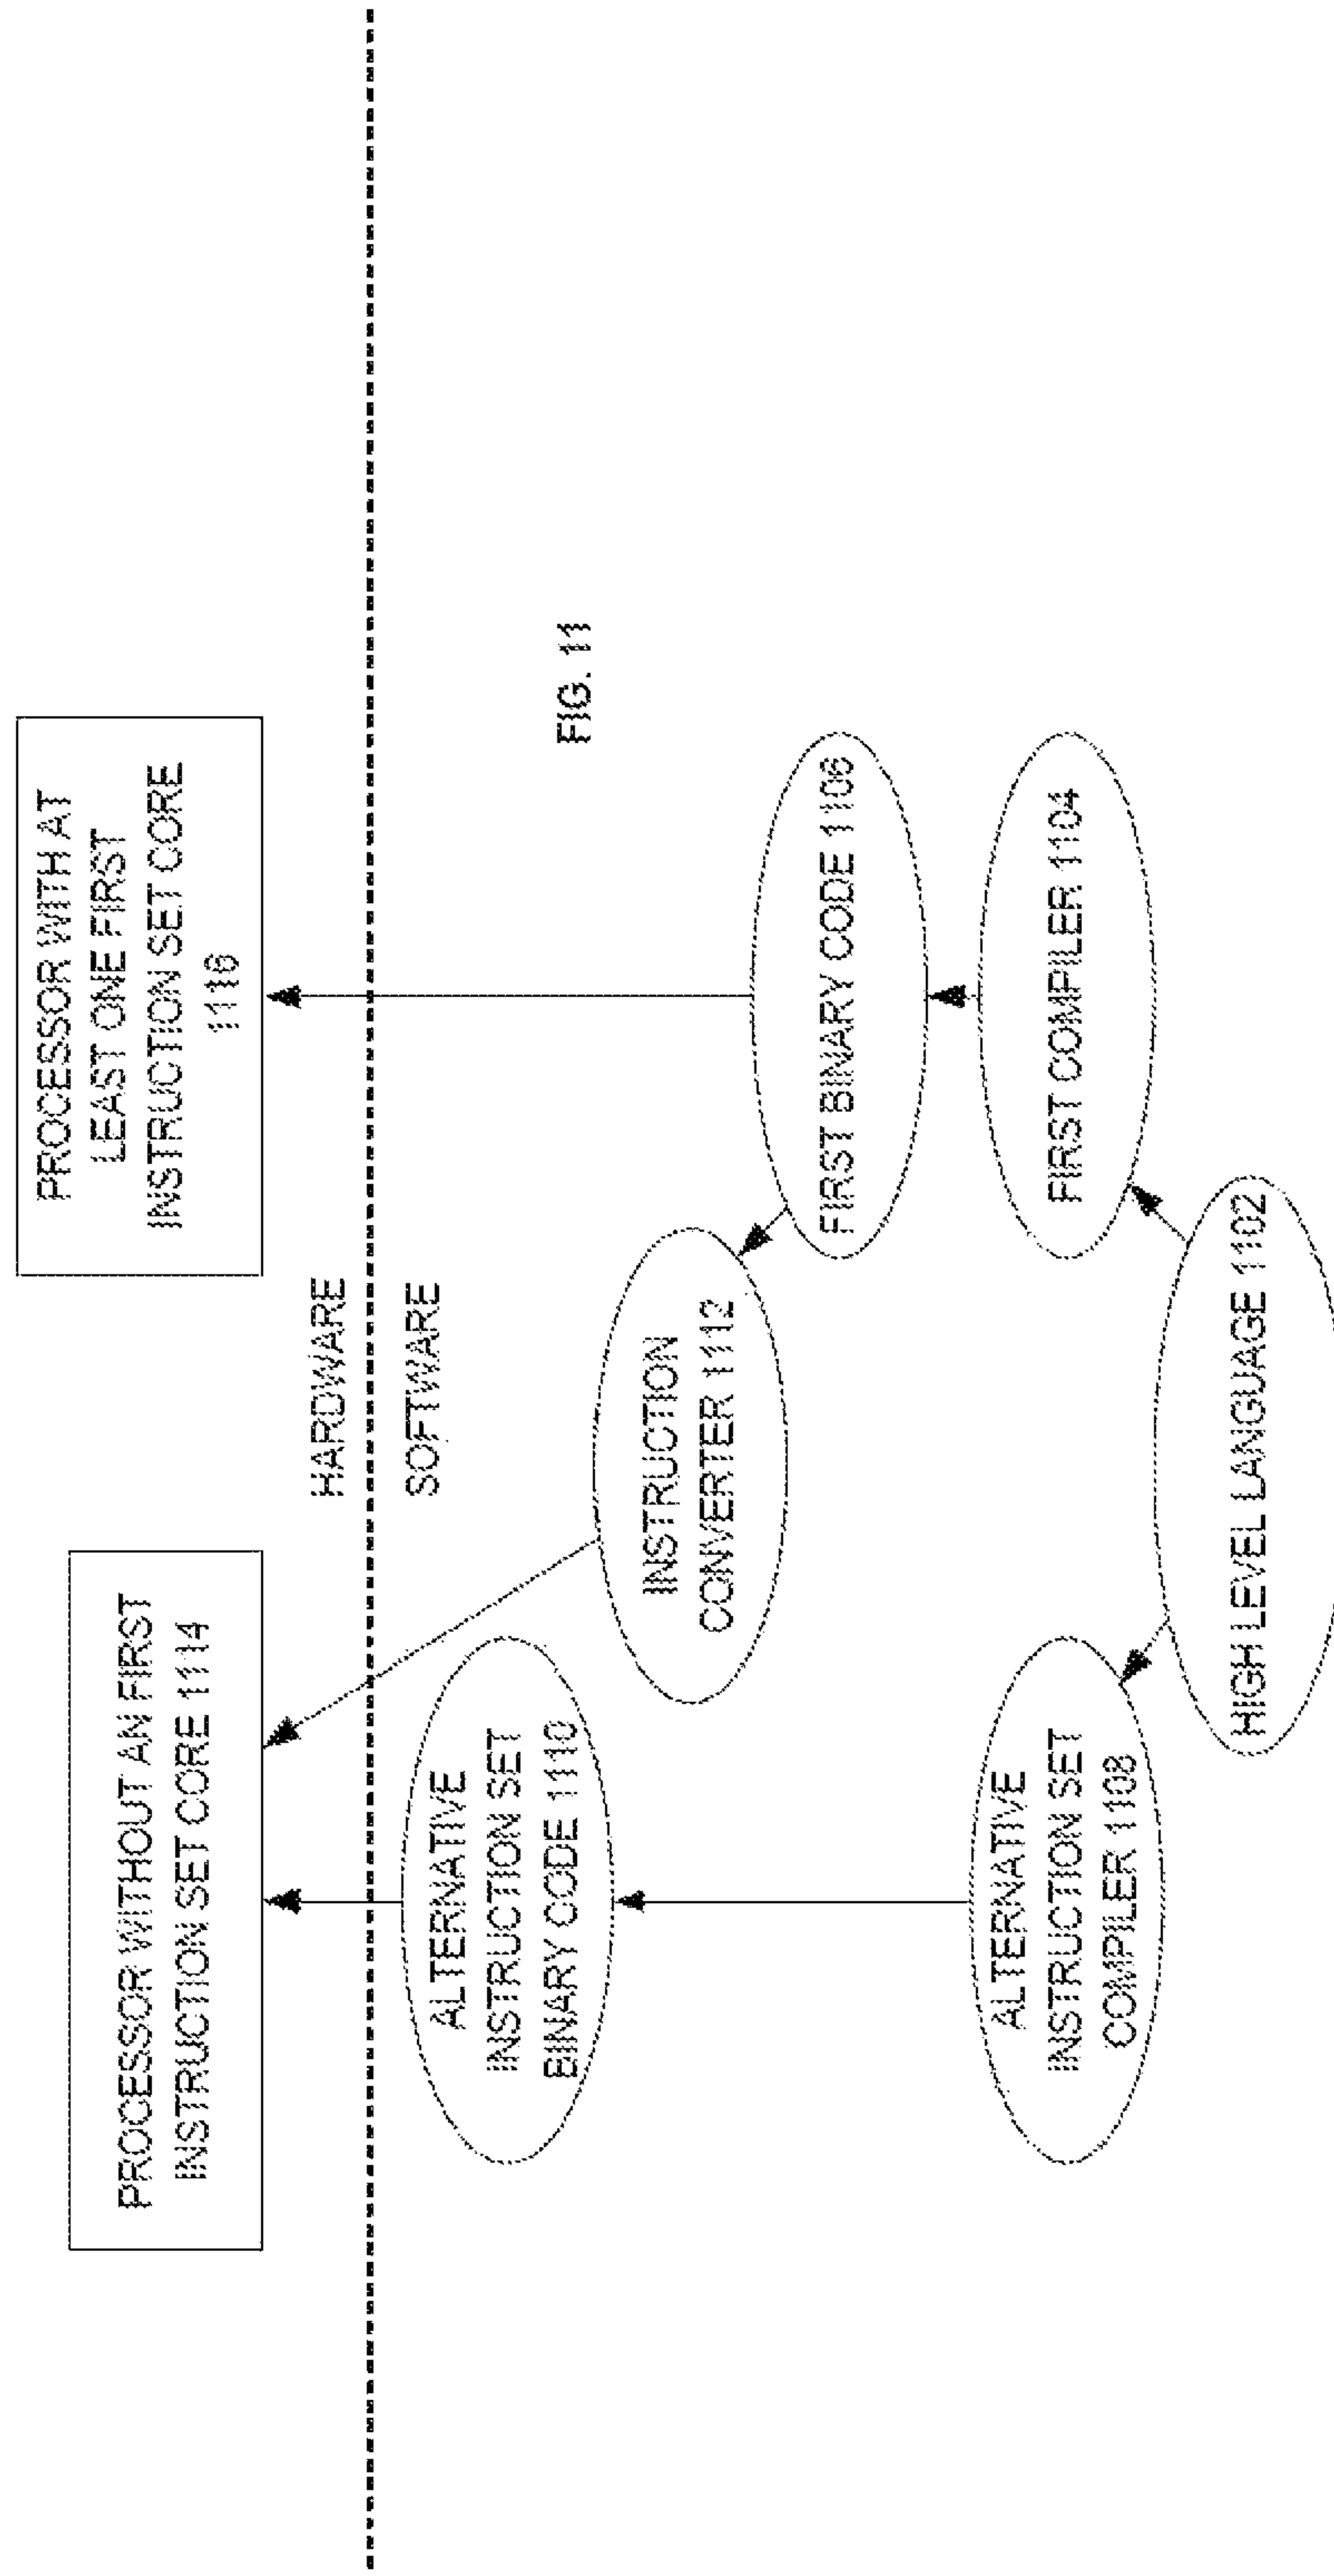 PROCESSOR WITHOUT AN FIRST
INSTRUCTION SET CORE 1114
PROCESSOR WITH AT
LEAST ONE FIRST
INSTRUCTION SET CORE
1116
HARDWARE
SOFTWARE
ALTERNATIVE
INSTRUCTION SET
BINARY CODE 1110
INSTRUCTION
CONVERTER 1112
FIG. 11
FIRST BINARY CODE 1106
ALTERNATIVE
INSTRUCTION SET
COMPILER 1108
FIRST COMPILER 1104
HIGH LEVEL LANGUAGE 1102